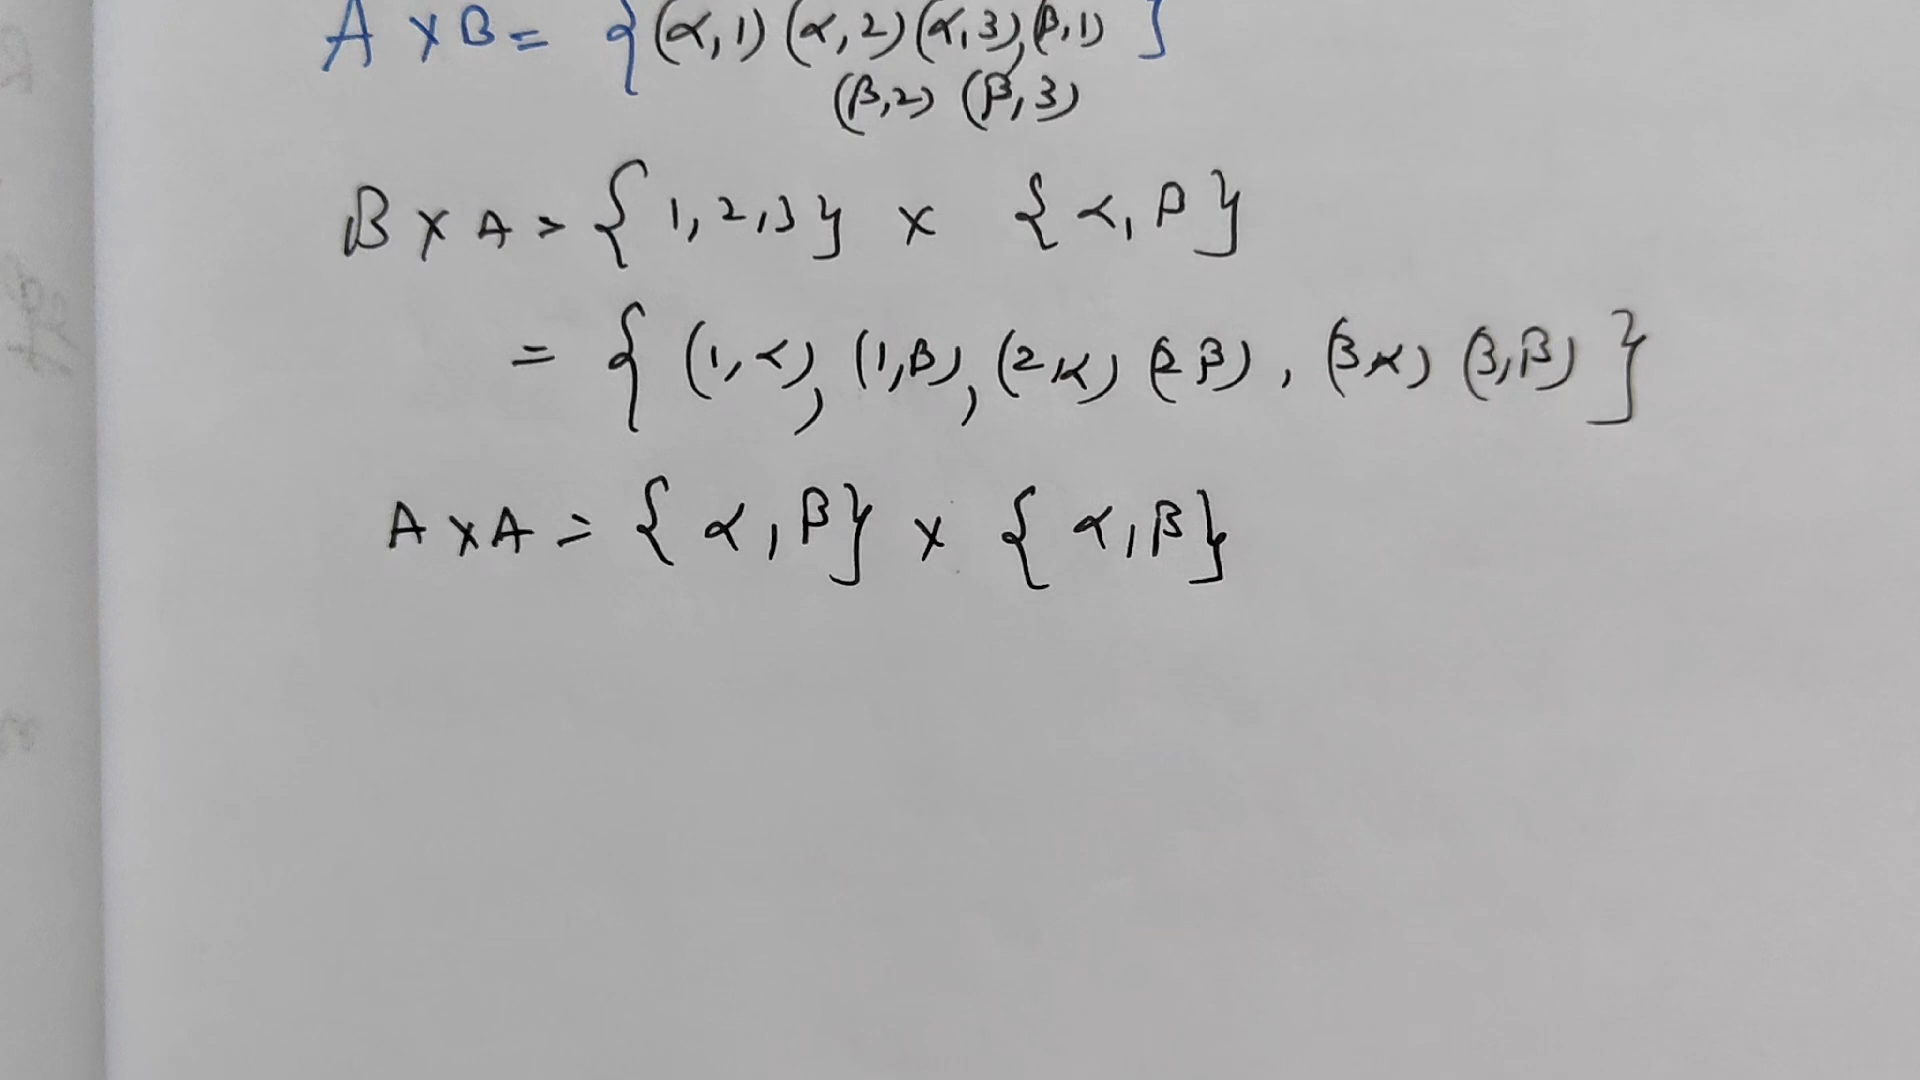 A × B = {(α,1) (α,2) (α,3), (β,1) }
(β,2) (β,3)
B × A = { 1,2,3 } × { α, β }
= { (1,α), (1,β), (2,α) (2 β), (3 α) (3,β) }
A × A = { α, β } × { α, β }